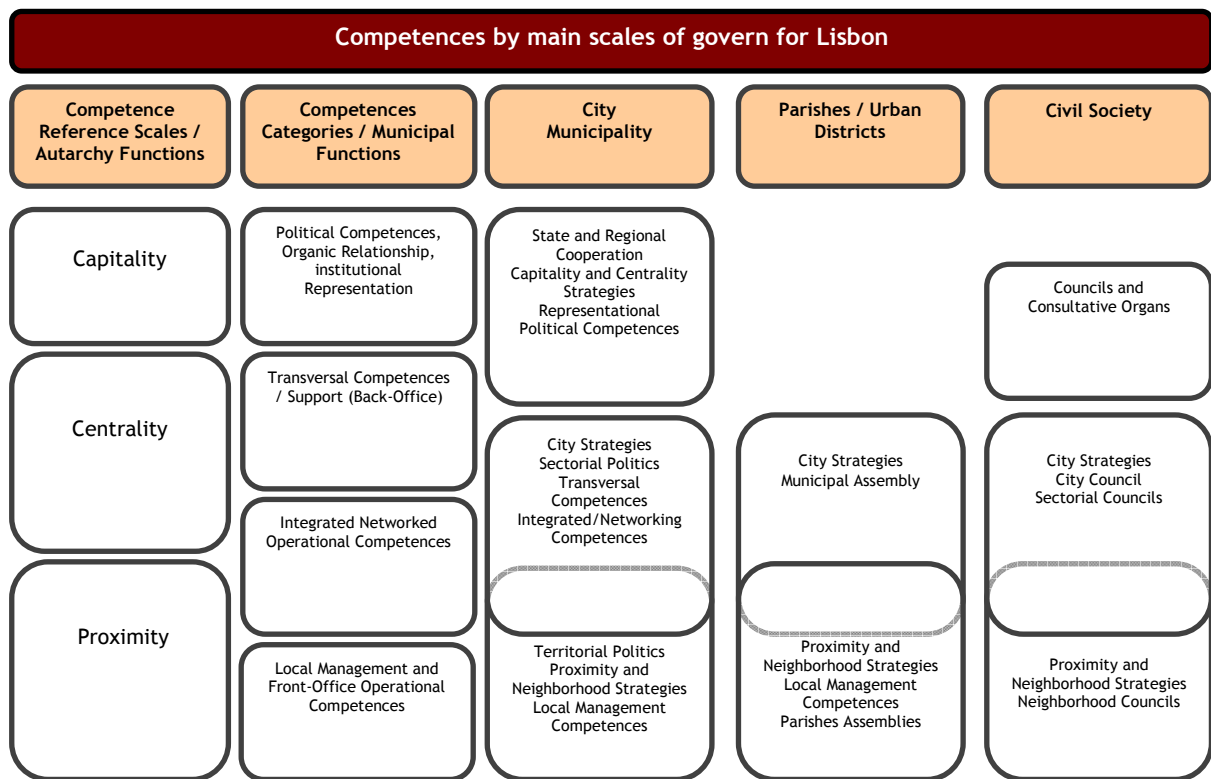 Competences by main scales of govern for Lisbon
Competence
Reference Scales /
Autarchy Functions
Competences
Categories / Municipal
Functions
City
Municipality
Parishes / Urban
Districts
Civil Society
Capitality
Centrality
Proximity
Political Competences,
Organic Relationship,
institutional
Representation
Transversal Competences
/ Support (Back-Office)
Integrated Networked
Operational Competences
Local Management and
Front-Office Operational
Competences
State and Regional
Cooperation
Capitality and Centrality
Strategies
Representational
Political Competences
City Strategies
Sectorial Politics
Transversal
Competences
Integrated/Networking
Competences
Territorial Politics
Proximity and
Neighborhood Strategies
Local Management
Competences
City Strategies
Municipal Assembly
Proximity and
Neighborhood Strategies
Local Management
Competences
Parishes Assemblies
Councils and
Consultative Organs
City Strategies
City Council
Sectorial Councils
Proximity and
Neighborhood Strategies
Neighborhood Councils